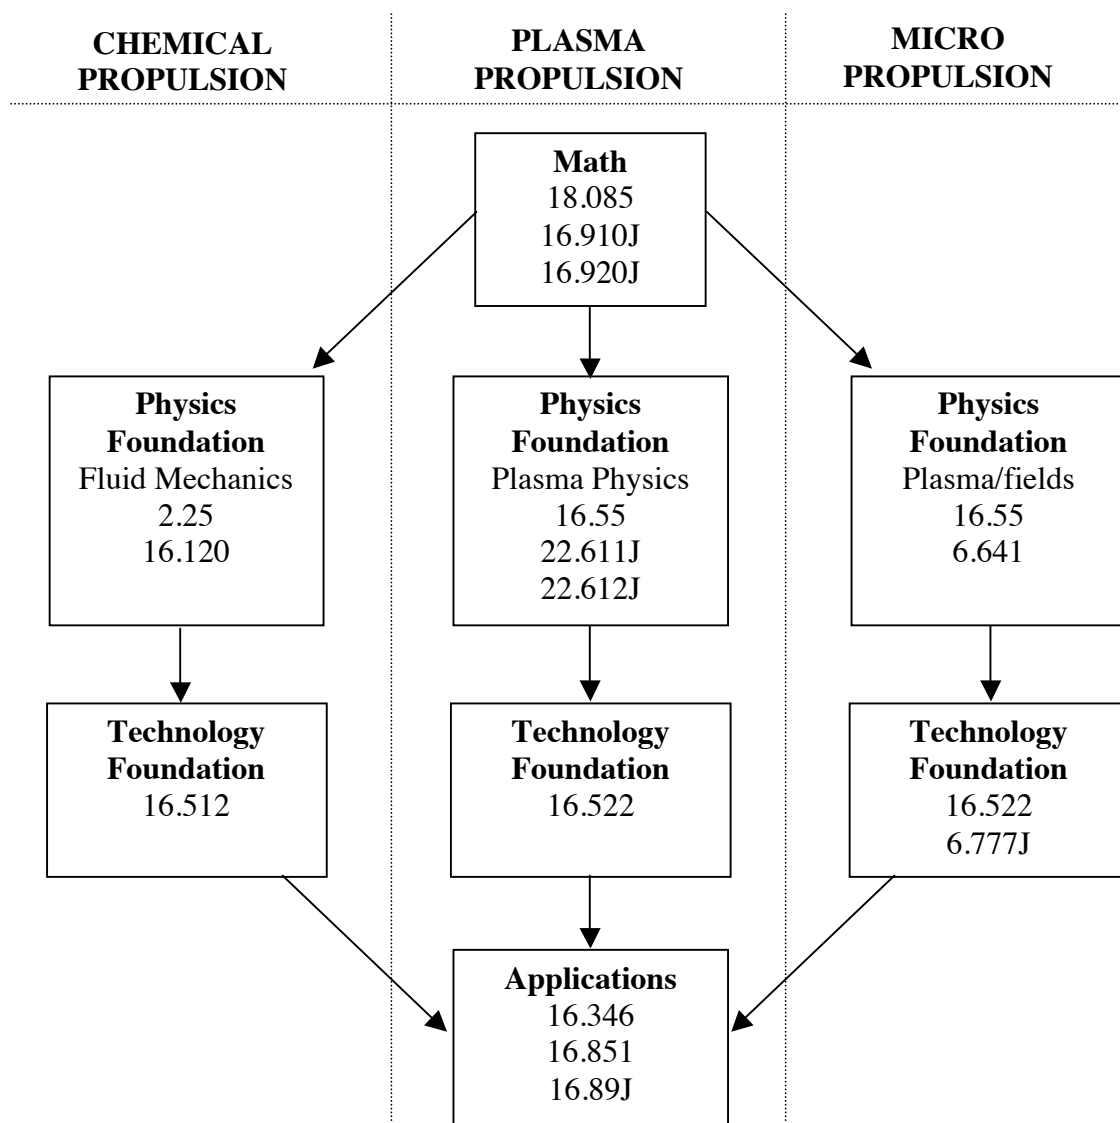 CHEMICAL
PROPULSION
PLASMA
PROPULSION
MICRO
PROPULSION
Math
18.085
16.910J
16.920J
Physics
Foundation
Fluid Mechanics
2.25
16.120
Physics
Foundation
Plasma Physics
16.55
22.611J
22.612J
Physics
Foundation
Plasma/fields
16.55
6.641
Technology
Foundation
16.512
Technology
Foundation
16.522
Technology
Foundation
16.522
6.777J
Applications
16.346
16.851
16.89J